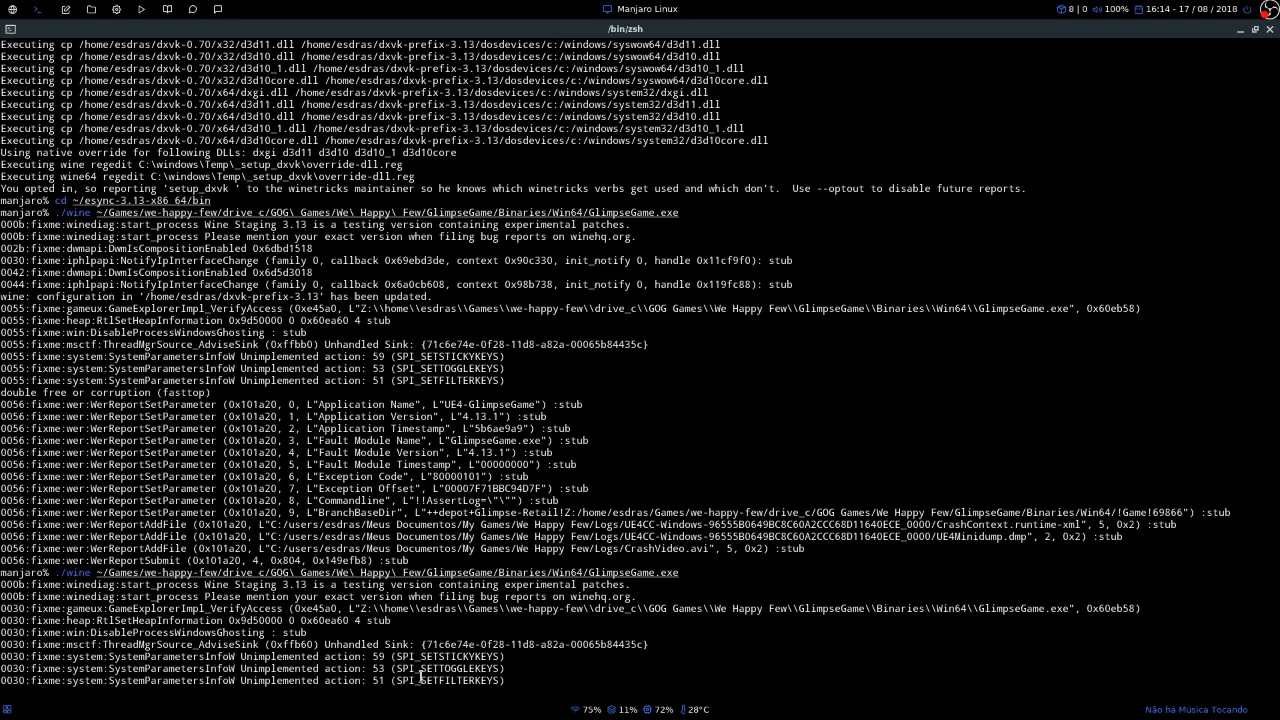 Manjaro Linux
8 | 0
100%
16:14 - 17 / 08 / 2018
/bin/zsh
Executing cp /home/esdras/dxvk-0.70/x32/d3d11.dll /home/esdras/dxvk-prefix-3.13/dosdevices/c:/windows/syswow64/d3d11.dll
Executing cp /home/esdras/dxvk-0.70/x32/d3d10.dll /home/esdras/dxvk-prefix-3.13/dosdevices/c:/windows/syswow64/d3d10.dll
Executing cp /home/esdras/dxvk-0.70/x32/d3d10_1.dll /home/esdras/dxvk-prefix-3.13/dosdevices/c:/windows/syswow64/d3d10_1.dll
Executing cp /home/esdras/dxvk-0.70/x32/d3d10core.dll /home/esdras/dxvk-prefix-3.13/dosdevices/c:/windows/syswow64/d3d10core.dll
Executing cp /home/esdras/dxvk-0.70/x64/dxgi.dll /home/esdras/dxvk-prefix-3.13/dosdevices/c:/windows/system32/dxgi.dll
Executing cp /home/esdras/dxvk-0.70/x64/d3d11.dll /home/esdras/dxvk-prefix-3.13/dosdevices/c:/windows/system32/d3d11.dll
Executing cp /home/esdras/dxvk-0.70/x64/d3d10.dll /home/esdras/dxvk-prefix-3.13/dosdevices/c:/windows/system32/d3d10.dll
Executing cp /home/esdras/dxvk-0.70/x64/d3d10_1.dll /home/esdras/dxvk-prefix-3.13/dosdevices/c:/windows/system32/d3d10_1.dll
Executing cp /home/esdras/dxvk-0.70/x64/d3d10core.dll /home/esdras/dxvk-prefix-3.13/dosdevices/c:/windows/system32/d3d10core.dll
Using native override for following DLLs: dxgi d3d11 d3d10 d3d10_1 d3d10core
Executing wine regedit C:\windows\Temp\_setup_dxvk\override-dll.reg
Executing wine64 regedit C:\windows\Temp\_setup_dxvk\override-dll.reg
You opted in, so reporting 'setup_dxvk ' to the winetricks maintainer so he knows which winetricks verbs get used and which don't.  Use --optout to disable future reports.
manjaro% cd ~/esync-3.13-x86_64/bin
manjaro% ./wine ~/Games/we-happy-few/drive_c/GOG\ Games/We\ Happy\ Few/GlimpseGame/Binaries/Win64/GlimpseGame.exe
000b:fixme:winediag:start_process Wine Staging 3.13 is a testing version containing experimental patches.
000b:fixme:winediag:start_process Please mention your exact version when filing bug reports on winehq.org.
002b:fixme:dwmapi:DwmIsCompositionEnabled 0x6dbd1518
0030:fixme:iphlpapi:NotifyIpInterfaceChange (family 0, callback 0x69ebd3de, context 0x90c330, init_notify 0, handle 0x11cf9f0): stub
0042:fixme:dwmapi:DwmIsCompositionEnabled 0x6d5d3018
0044:fixme:iphlpapi:NotifyIpInterfaceChange (family 0, callback 0x6a0cb608, context 0x98b738, init_notify 0, handle 0x119fc88): stub
wine: configuration in '/home/esdras/dxvk-prefix-3.13' has been updated.
0055:fixme:gameux:GameExplorerImpl_VerifyAccess (0xe45a0, L"Z:\\home\\esdras\\Games\\we-happy-few\\drive_c\\GOG Games\\We Happy Few\\GlimpseGame\\Binaries\\Win64\\GlimpseGame.exe", 0x60eb58)
0055:fixme:heap:RtlSetHeapInformation 0x9d50000 0 0x60ea60 4 stub
0055:fixme:win:DisableProcessWindowsGhosting : stub
0055:fixme:msctf:ThreadMgrSource_AdviseSink (0xffbb0) Unhandled Sink: {71c6e74e-0f28-11d8-a82a-00065b84435c}
0055:fixme:system:SystemParametersInfoW Unimplemented action: 59 (SPI_SETSTICKYKEYS)
0055:fixme:system:SystemParametersInfoW Unimplemented action: 53 (SPI_SETTOGGLEKEYS)
0055:fixme:system:SystemParametersInfoW Unimplemented action: 51 (SPI_SETFILTERKEYS)
double free or corruption (fasttop)
0056:fixme:wer:WerReportSetParameter (0x101a20, 0, L"Application Name", L"UE4-GlimpseGame") :stub
0056:fixme:wer:WerReportSetParameter (0x101a20, 1, L"Application Version", L"4.13.1") :stub
0056:fixme:wer:WerReportSetParameter (0x101a20, 2, L"Application Timestamp", L"5b6ae9a9") :stub
0056:fixme:wer:WerReportSetParameter (0x101a20, 3, L"Fault Module Name", L"GlimpseGame.exe") :stub
0056:fixme:wer:WerReportSetParameter (0x101a20, 4, L"Fault Module Version", L"4.13.1") :stub
0056:fixme:wer:WerReportSetParameter (0x101a20, 5, L"Fault Module Timestamp", L"00000000") :stub
0056:fixme:wer:WerReportSetParameter (0x101a20, 6, L"Exception Code", L"80000101") :stub
0056:fixme:wer:WerReportSetParameter (0x101a20, 7, L"Exception Offset", L"00007F71BBC94D7F") :stub
0056:fixme:wer:WerReportSetParameter (0x101a20, 8, L"Commandline", L"!!AssertLog=\"\"") :stub
0056:fixme:wer:WerReportSetParameter (0x101a20, 9, L"BranchBaseDir", L"++depot+Glimpse-Retail!Z:/home/esdras/Games/we-happy-few/drive_c/GOG Games/We Happy Few/GlimpseGame/Binaries/Win64/!Game!69866") :stub
0056:fixme:wer:WerReportAddFile (0x101a20, L"C:/users/esdras/Meus Documentos/My Games/We Happy Few/Logs/UE4CC-Windows-96555B0649BC8C60A2CCC68D11640ECE_0000/CrashContext.runtime-xml", 5, 0x2) :stub
0056:fixme:wer:WerReportAddFile (0x101a20, L"C:/users/esdras/Meus Documentos/My Games/We Happy Few/Logs/UE4CC-Windows-96555B0649BC8C60A2CCC68D11640ECE_0000/UE4Minidump.dmp", 2, 0x2) :stub
0056:fixme:wer:WerReportAddFile (0x101a20, L"C:/users/esdras/Meus Documentos/My Games/We Happy Few/Logs/CrashVideo.avi", 5, 0x2) :stub
0056:fixme:wer:WerReportSubmit (0x101a20, 4, 0x804, 0x149efb8) :stub
manjaro% ./wine ~/Games/we-happy-few/drive_c/GOG\ Games/We\ Happy\ Few/GlimpseGame/Binaries/Win64/GlimpseGame.exe
000b:fixme:winediag:start_process Wine Staging 3.13 is a testing version containing experimental patches.
000b:fixme:winediag:start_process Please mention your exact version when filing bug reports on winehq.org.
0030:fixme:gameux:GameExplorerImpl_VerifyAccess (0xe45a0, L"Z:\\home\\esdras\\Games\\we-happy-few\\drive_c\\GOG Games\\We Happy Few\\GlimpseGame\\Binaries\\Win64\\GlimpseGame.exe", 0x60eb58)
0030:fixme:heap:RtlSetHeapInformation 0x9d50000 0 0x60ea60 4 stub
0030:fixme:win:DisableProcessWindowsGhosting : stub
0030:fixme:msctf:ThreadMgrSource_AdviseSink (0xffb60) Unhandled Sink: {71c6e74e-0f28-11d8-a82a-00065b84435c}
0030:fixme:system:SystemParametersInfoW Unimplemented action: 59 (SPI_SETSTICKYKEYS)
0030:fixme:system:SystemParametersInfoW Unimplemented action: 53 (SPI_SETTOGGLEKEYS)
0030:fixme:system:SystemParametersInfoW Unimplemented action: 51 (SPI_SETFILTERKEYS)
75% 11% 72% 28°C
Não há Música Tocando